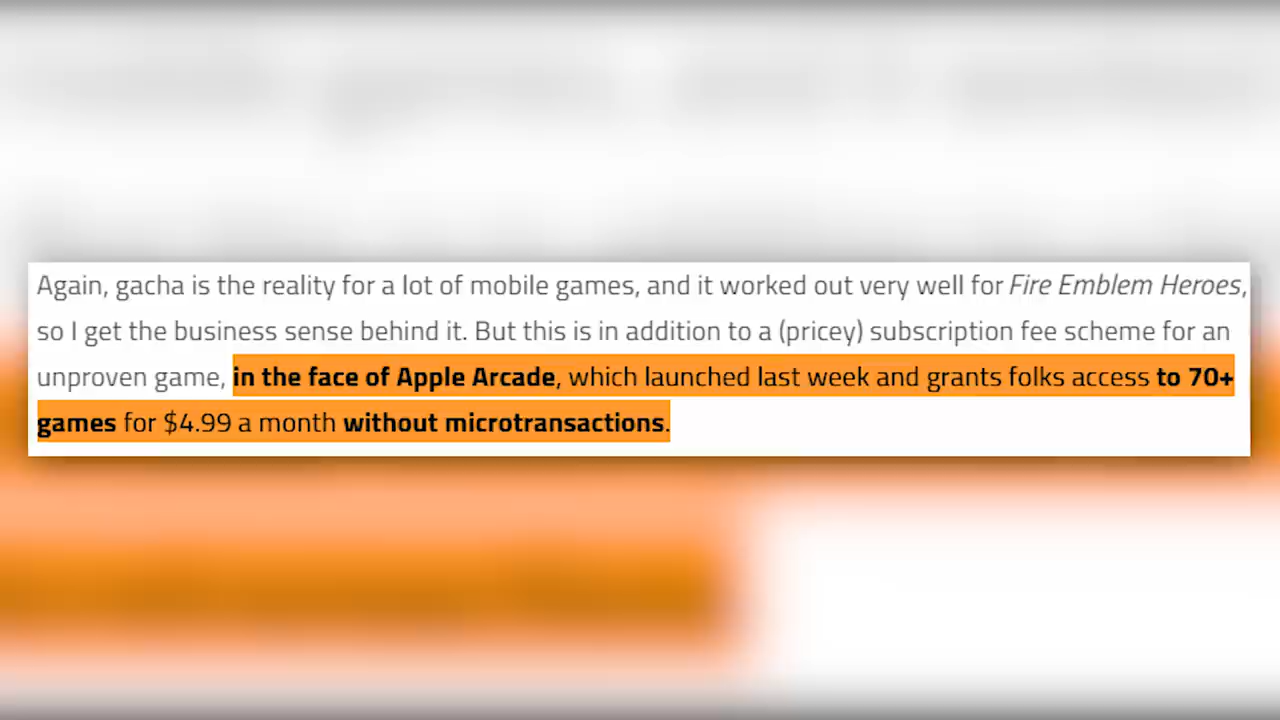 Again, gacha is the reality for a lot of mobile games, and it worked out very well for Fire Emblem Heroes,
so I get the business sense behind it. But this is in addition to a (pricey) subscription fee scheme for an
unproven game, in the face of Apple Arcade, which launched last week and grants folks access to 70+
games for $4.99 a month without microtransactions.